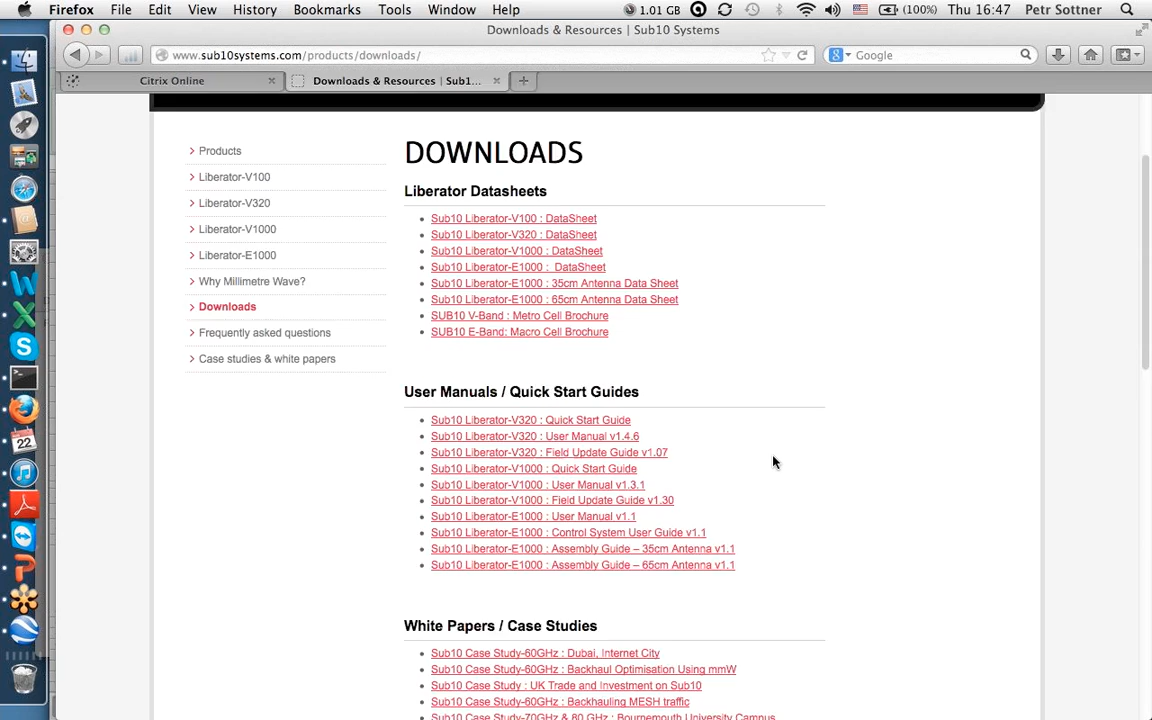 Firefox File Edit View History Bookmarks Tools Window Help 1.01 GB (100%) Thu 16:47 Petr Sottner
Downloads & Resources | Sub10 Systems
www.sub10systems.com/products/downloads/ Google
Citrix Online Downloads & Resources | Sub1...
Products
Liberator-V100
Liberator-V320
Liberator-V1000
Liberator-E1000
Why Millimetre Wave?
Downloads
Frequently asked questions
Case studies & white papers
DOWNLOADS
Liberator Datasheets
Sub10 Liberator-V100 : DataSheet
Sub10 Liberator-V320 : DataSheet
Sub10 Liberator-V1000 : DataSheet
Sub10 Liberator-E1000 : DataSheet
Sub10 Liberator-E1000 : 35cm Antenna Data Sheet
Sub10 Liberator-E1000 : 65cm Antenna Data Sheet
SUB10 V-Band : Metro Cell Brochure
SUB10 E-Band: Macro Cell Brochure
User Manuals / Quick Start Guides
Sub10 Liberator-V320 : Quick Start Guide
Sub10 Liberator-V320 : User Manual v1.4.6
Sub10 Liberator-V320 : Field Update Guide v1.07
Sub10 Liberator-V1000 : Quick Start Guide
Sub10 Liberator-V1000 : User Manual v1.3.1
Sub10 Liberator-V1000 : Field Update Guide v1.30
Sub10 Liberator-E1000 : User Manual v1.1
Sub10 Liberator-E1000 : Control System User Guide v1.1
Sub10 Liberator-E1000 : Assembly Guide – 35cm Antenna v1.1
Sub10 Liberator-E1000 : Assembly Guide – 65cm Antenna v1.1
White Papers / Case Studies
Sub10 Case Study-60GHz : Dubai, Internet City
Sub10 Case Study-60GHz : Backhaul Optimisation Using mmW
Sub10 Case Study : UK Trade and Investment on Sub10
Sub10 Case Study-60GHz : Backhauling MESH traffic
Sub10 Case Study-70GHz & 80 GHz : Bournemouth University Campus
22